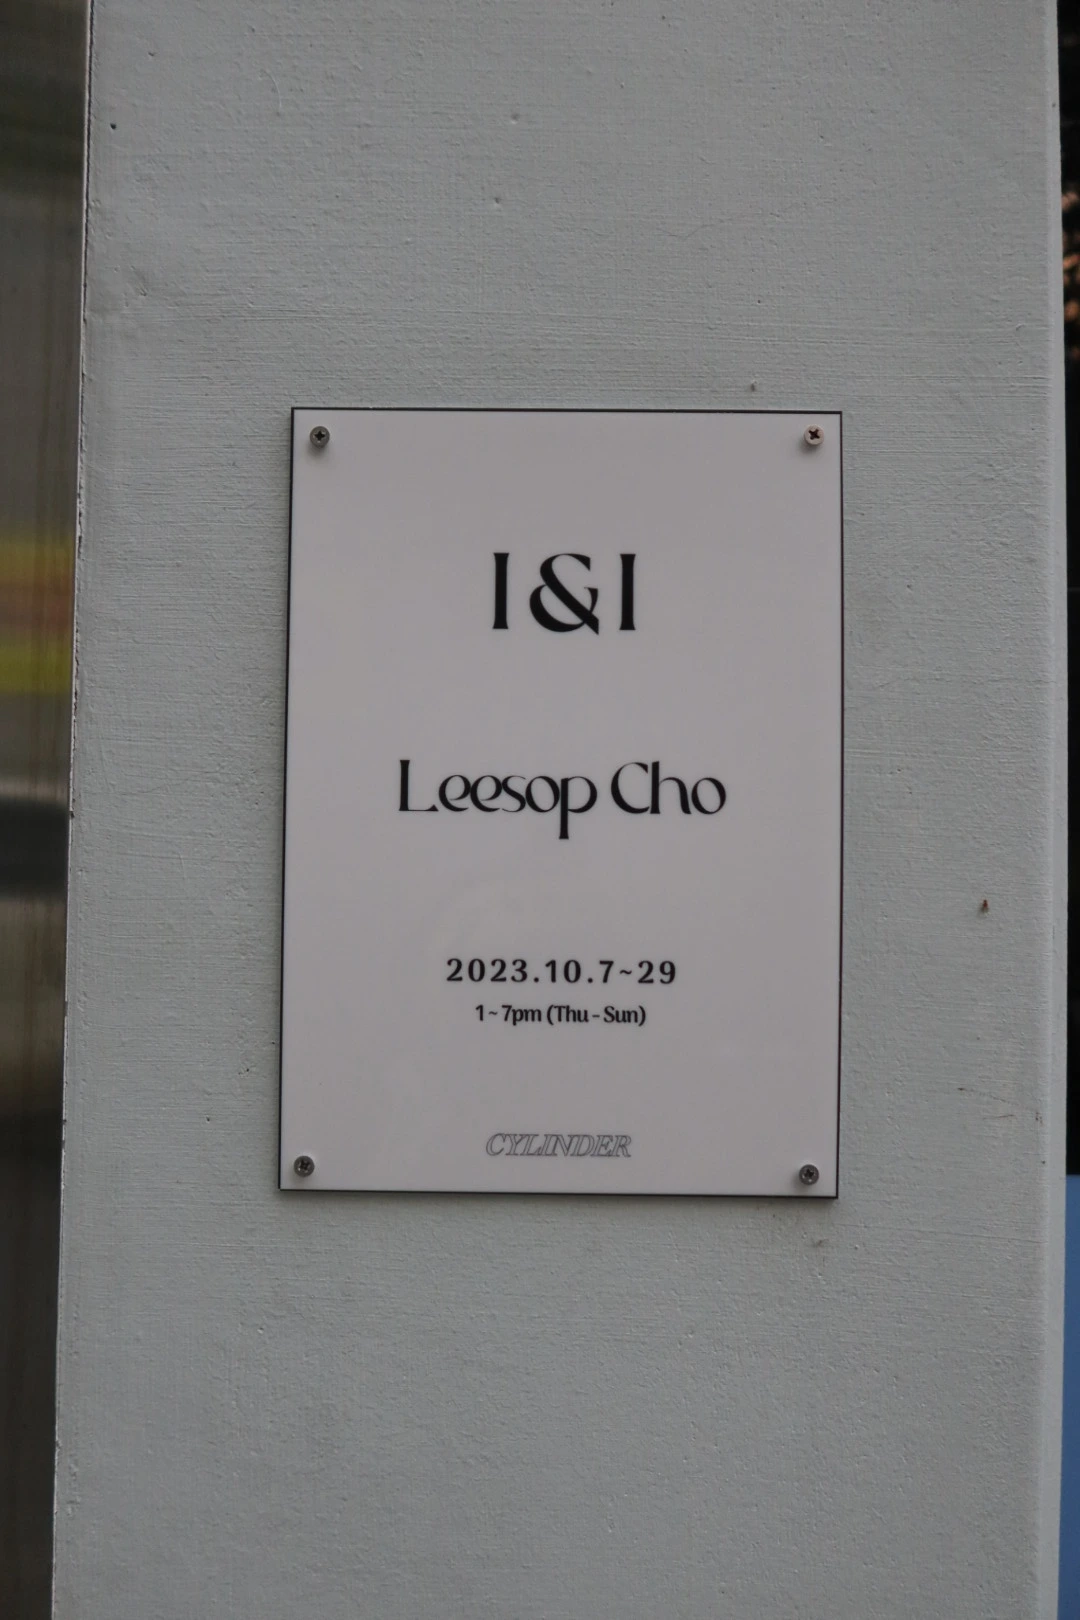 I&I
Leesop Cho
2023.10.7~29
1~7pm (Thu-Sun)
CYLINDER